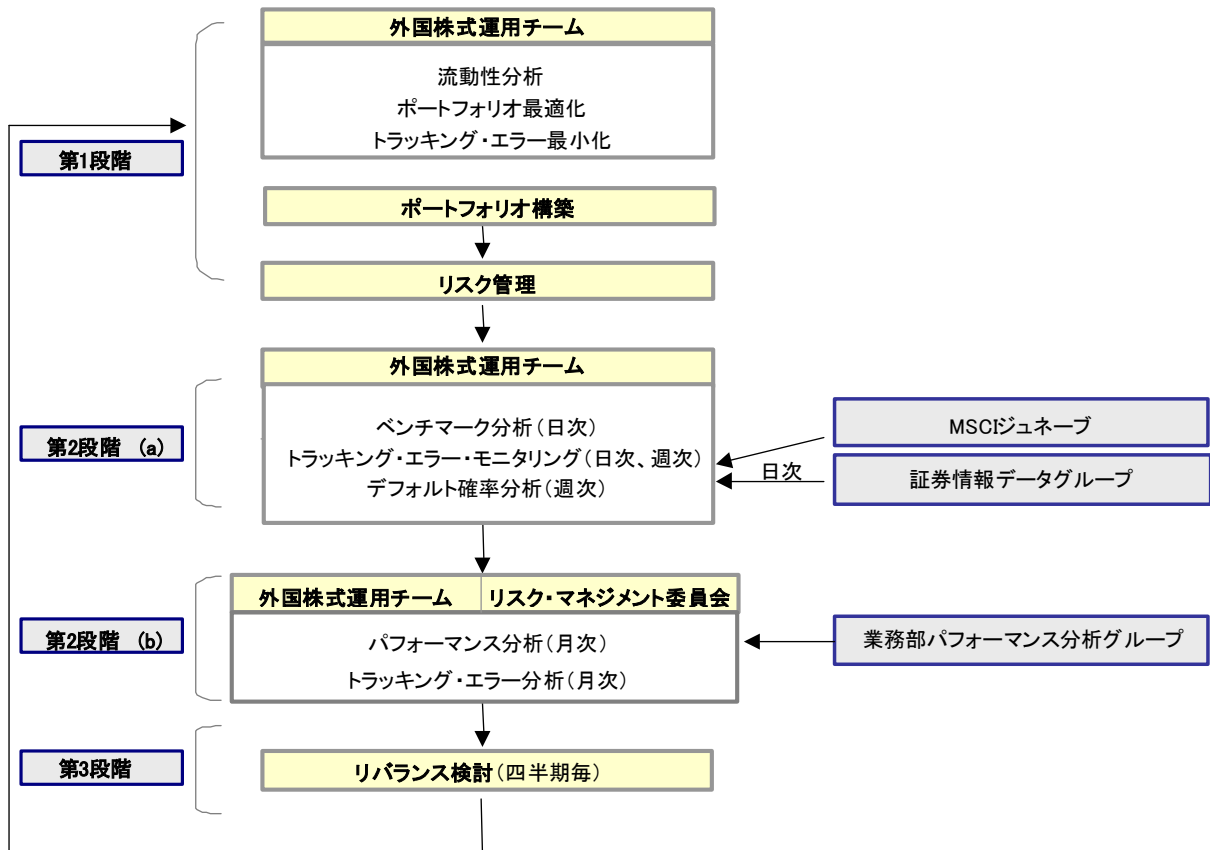 外国株式運用チーム
流動性分析
ポートフォリオ最適化
トラッキング・エラー最小化
第1段階
ポートフォリオ構築
リスク管理
外国株式運用チーム
第2段階 (a)
ベンチマーク分析(日次)
トラッキング・エラー・モニタリング(日次、週次)
デフォルト確率分析(週次)
MSCIジュネーブ
日次
証券情報データグループ
外国株式運用チーム
リスク・マネジメント委員会
第2段階 (b)
パフォーマンス分析(月次)
トラッキング・エラー分析(月次)
業務部パフォーマンス分析グループ
第3段階
リバランス検討(四半期毎)